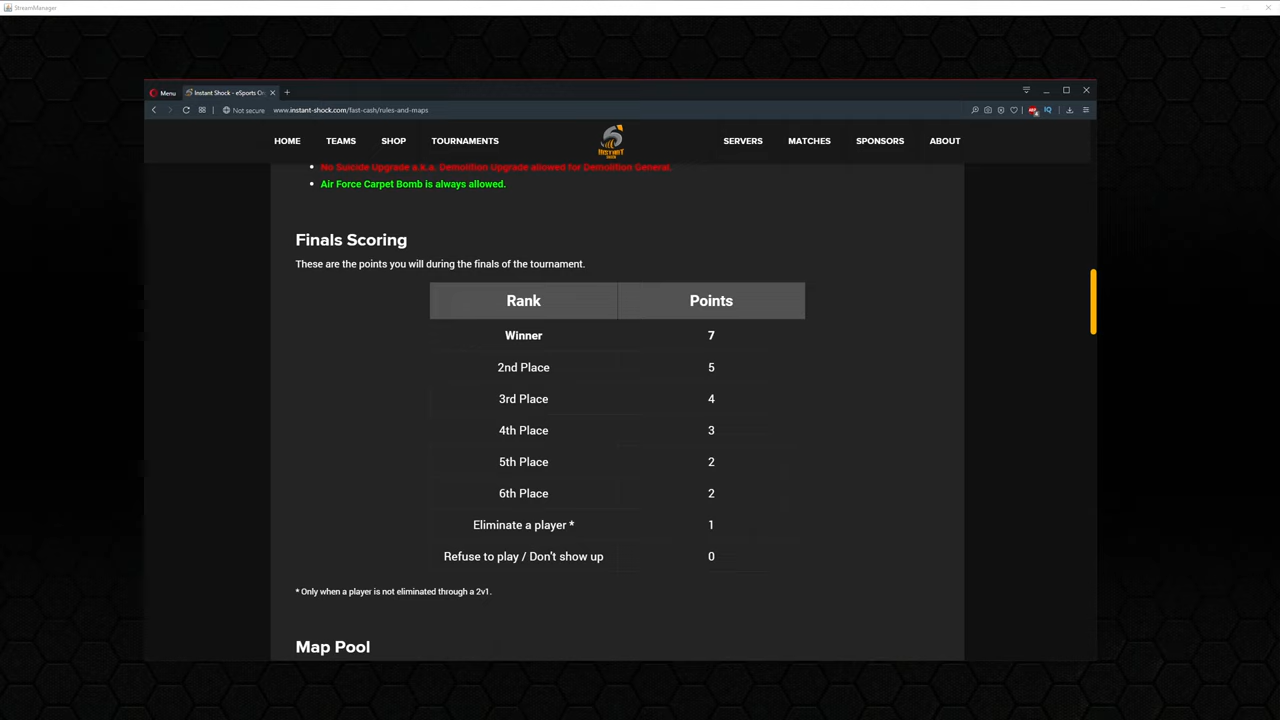 StreamManager
Menu
Instant Shock - eSports On
Not secure
www.instant-shock.com/fast-cash/rules-and-maps
HOME TEAMS SHOP TOURNAMENTS SERVERS MATCHES SPONSORS ABOUT
INSTANT
No Suicide Upgrade a.k.a. Demolition Upgrade allowed for Demolition General.
Air Force Carpet Bomb is always allowed.
Finals Scoring
These are the points you will during the finals of the tournament.
Rank Points
Winner 7
2nd Place 5
3rd Place 4
4th Place 3
5th Place 2
6th Place 2
Eliminate a player * 1
Refuse to play / Don't show up 0
* Only when a player is not eliminated through a 2v1.
Map Pool